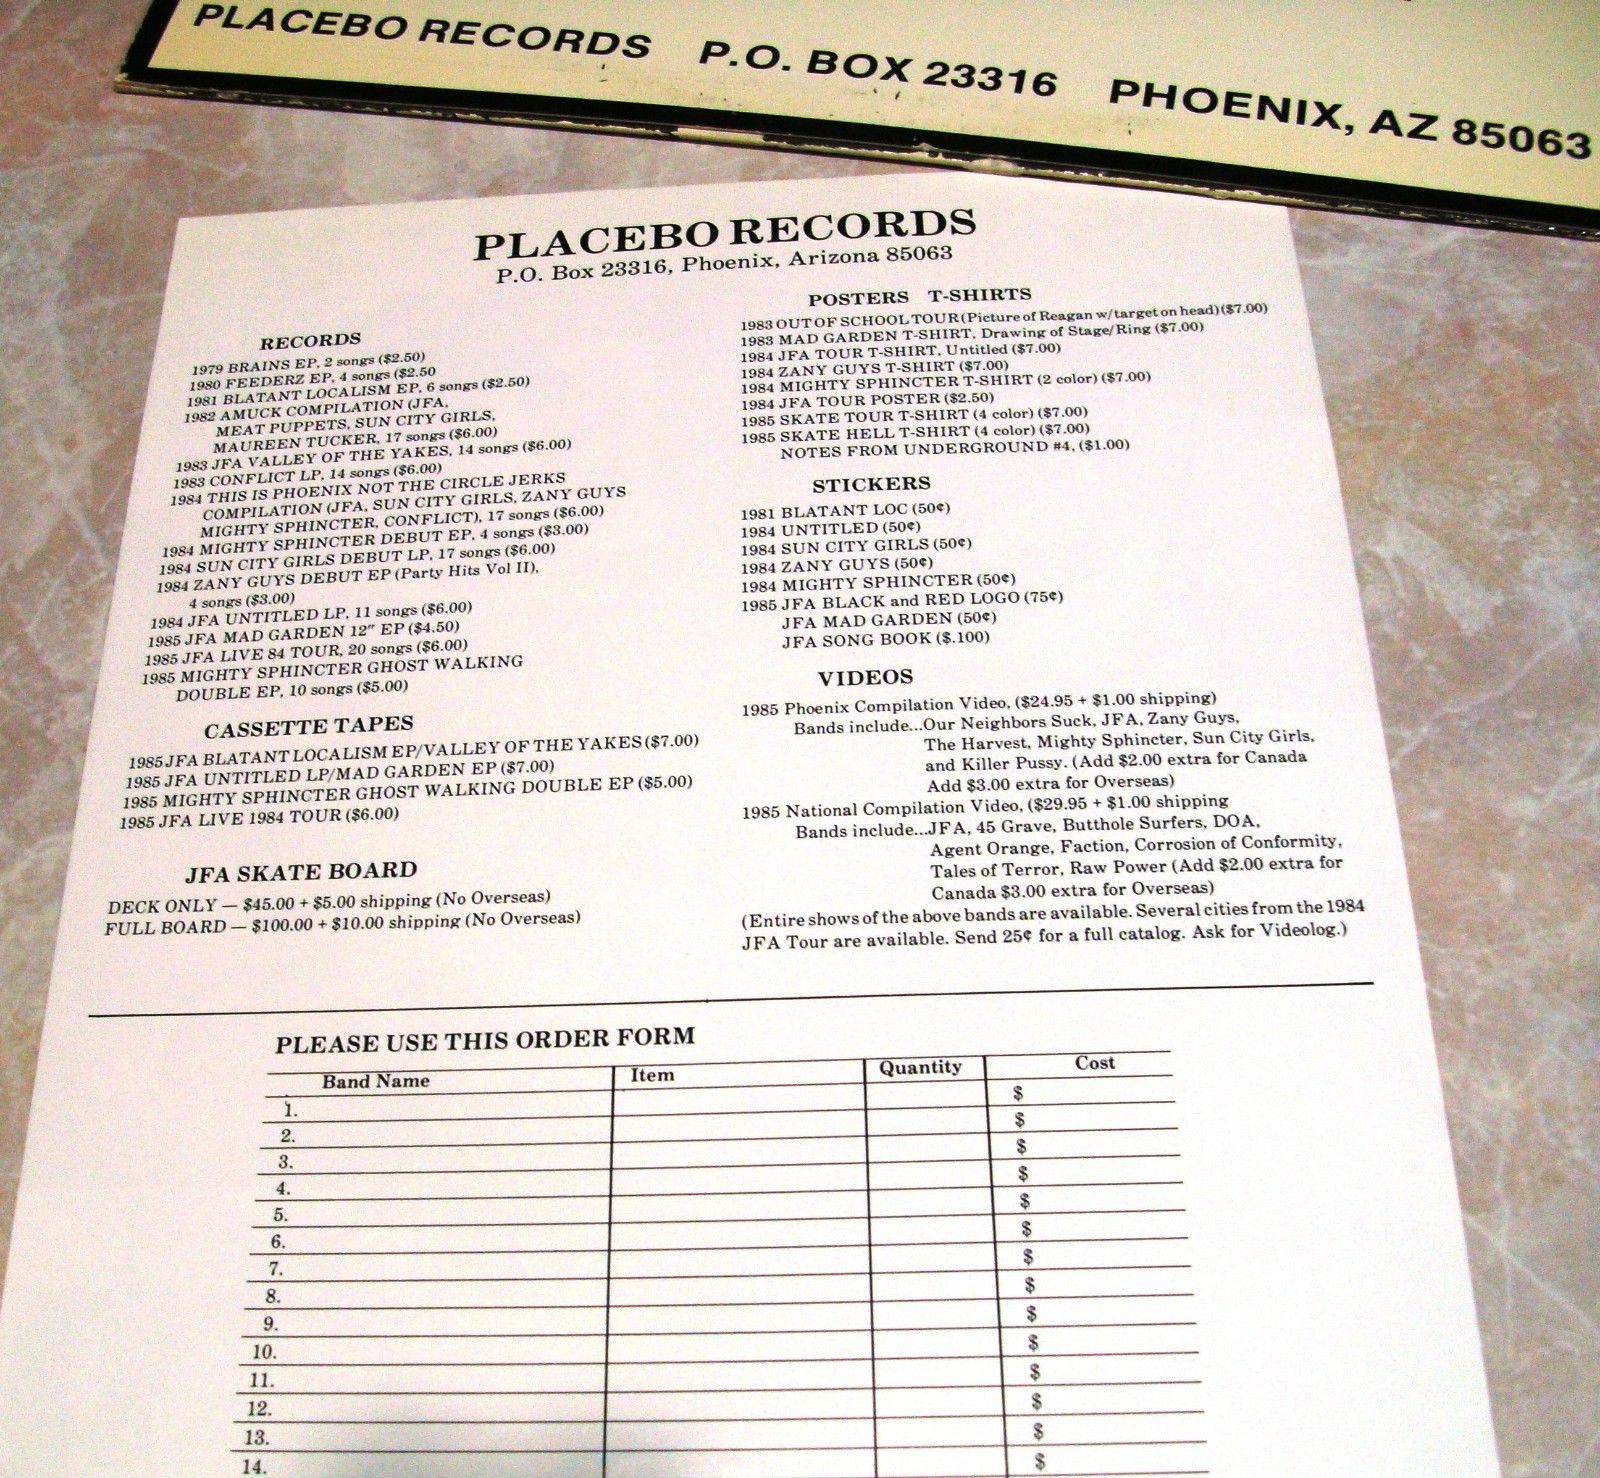 PLACEBO RECORDS P.O. BOX 23316 PHOENIX, AZ 85063
PLACEBO RECORDS
P.O. Box 23316, Phoenix, Arizona 85063
RECORDS
1979 BRAINS EP, 2 songs ($2.50)
1980 FEEDERZ EP, 4 songs ($2.50
1981 BLATANT LOCALISM EP, 6 songs ($2.50)
1982 AMUCK COMPILATION (JFA,
MEAT PUPPETS, SUN CITY GIRLS,
MAUREEN TUCKER, 17 songs ($6.00)
1983 JFA VALLEY OF THE YAKES, 14 songs ($6.00)
1983 CONFLICT LP, 14 songs ($6.00)
1984 THIS IS PHOENIX NOT THE CIRCLE JERKS
COMPILATION (JFA, SUN CITY GIRLS, ZANY GUYS
MIGHTY SPHINCTER, CONFLICT), 17 songs ($6.00)
1984 MIGHTY SPHINCTER DEBUT EP, 4 songs ($3.00)
1984 SUN CITY GIRLS DEBUT LP, 17 songs ($6.00)
1984 ZANY GUYS DEBUT EP (Party Hits Vol II),
4 songs ($3.00)
1984 JFA UNTITLED LP, 11 songs ($6.00)
1985 JFA MAD GARDEN 12" EP ($4.50)
1985 JFA LIVE 84 TOUR, 20 songs ($6.00)
1985 MIGHTY SPHINCTER GHOST WALKING
DOUBLE EP, 10 songs ($5.00)
CASSETTE TAPES
1985 JFA BLATANT LOCALISM EP/VALLEY OF THE YAKES ($7.00)
1985 JFA UNTITLED LP/MAD GARDEN EP ($7.00)
1985 MIGHTY SPHINCTER GHOST WALKING DOUBLE EP ($5.00)
1985 JFA LIVE 1984 TOUR ($6.00)
JFA SKATE BOARD
DECK ONLY — $45.00 + $5.00 shipping (No Overseas)
FULL BOARD — $100.00 + $10.00 shipping (No Overseas)
POSTERS T-SHIRTS
1983 OUT OF SCHOOL TOUR (Picture of Reagan w/target on head) ($7.00)
1983 MAD GARDEN T-SHIRT, Drawing of Stage/Ring ($7.00)
1984 JFA TOUR T-SHIRT, Untitled ($7.00)
1984 ZANY GUYS T-SHIRT ($7.00)
1984 MIGHTY SPHINCTER T-SHIRT (2 color) ($7.00)
1984 JFA TOUR POSTER ($2.50)
1985 SKATE TOUR T-SHIRT (4 color) ($7.00)
1985 SKATE HELL T-SHIRT (4 color) ($7.00)
NOTES FROM UNDERGROUND #4, ($1.00)
STICKERS
1981 BLATANT LOC (50¢)
1984 UNTITLED (50¢)
1984 SUN CITY GIRLS (50¢)
1984 ZANY GUYS (50¢)
1984 MIGHTY SPHINCTER (50¢)
1985 JFA BLACK and RED LOGO (75¢)
JFA MAD GARDEN (50¢)
JFA SONG BOOK ($.100)
VIDEOS
1985 Phoenix Compilation Video, ($24.95 + $1.00 shipping)
Bands include...Our Neighbors Suck, JFA, Zany Guys,
The Harvest, Mighty Sphincter, Sun City Girls,
and Killer Pussy. (Add $2.00 extra for Canada
Add $3.00 extra for Overseas)
1985 National Compilation Video, ($29.95 + $1.00 shipping
Bands include...JFA, 45 Grave, Butthole Surfers, DOA,
Agent Orange, Faction, Corrosion of Conformity,
Tales of Terror, Raw Power (Add $2.00 extra for
Canada $3.00 extra for Overseas)
(Entire shows of the above bands are available. Several cities from the 1984
JFA Tour are available. Send 25¢ for a full catalog. Ask for Videolog.)
PLEASE USE THIS ORDER FORM
Band Name Item Quantity Cost
1. $
2. $
3. $
4. $
5. $
6. $
7. $
8. $
9. $
10. $
11. $
12. $
13. $
14. $